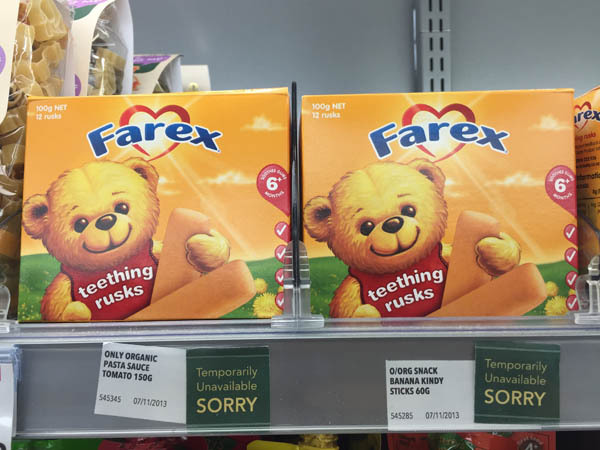 100g NET
12 rusks
Farex
6+
MONTHS
teething
rusks
100g NET
12 rusks
Farex
6+
MONTHS
teething
rusks
ONLY ORGANIC
PASTA SAUCE
TOMATO 150G
545345 07/11/2013
Temporarily
Unavailable
SORRY
O/ORG SNACK
BANANA KINDY
STICKS 60G
545285 07/11/2013
Temporarily
Unavailable
SORRY